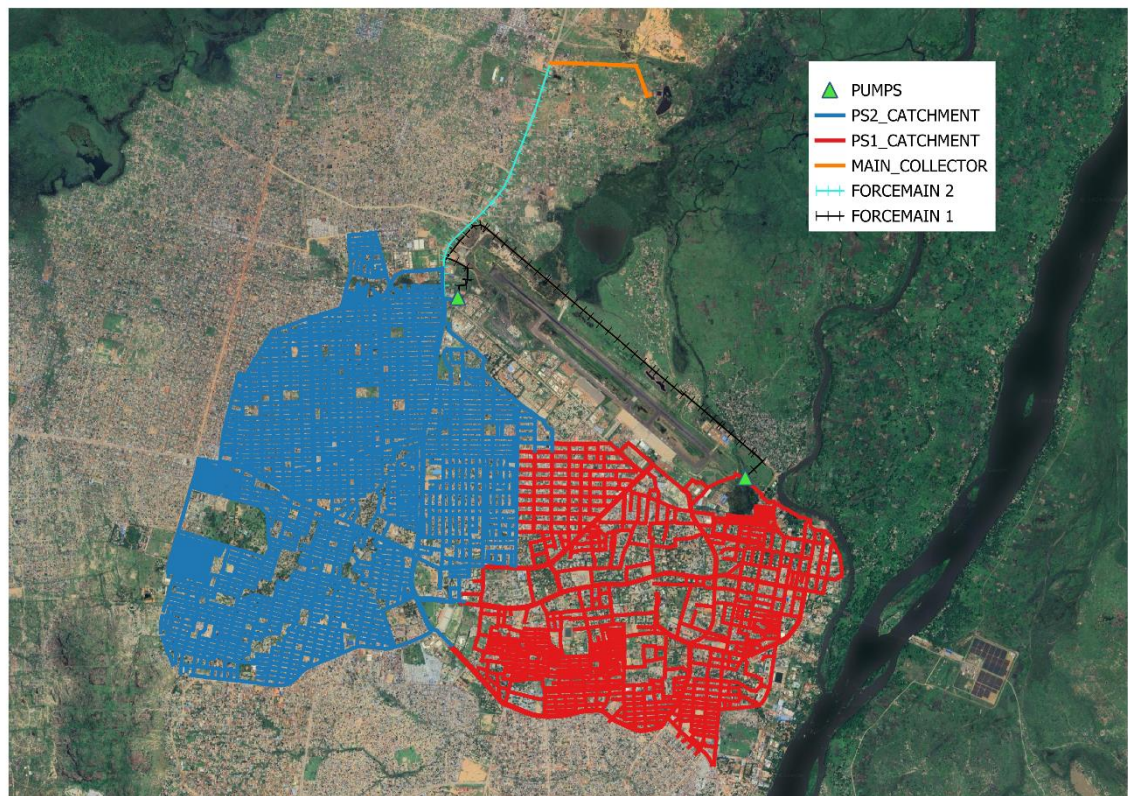 PUMPS
PS2_CATCHMENT
PS1_CATCHMENT
MAIN_COLLECTOR
FORCEMAIN 2
FORCEMAIN 1